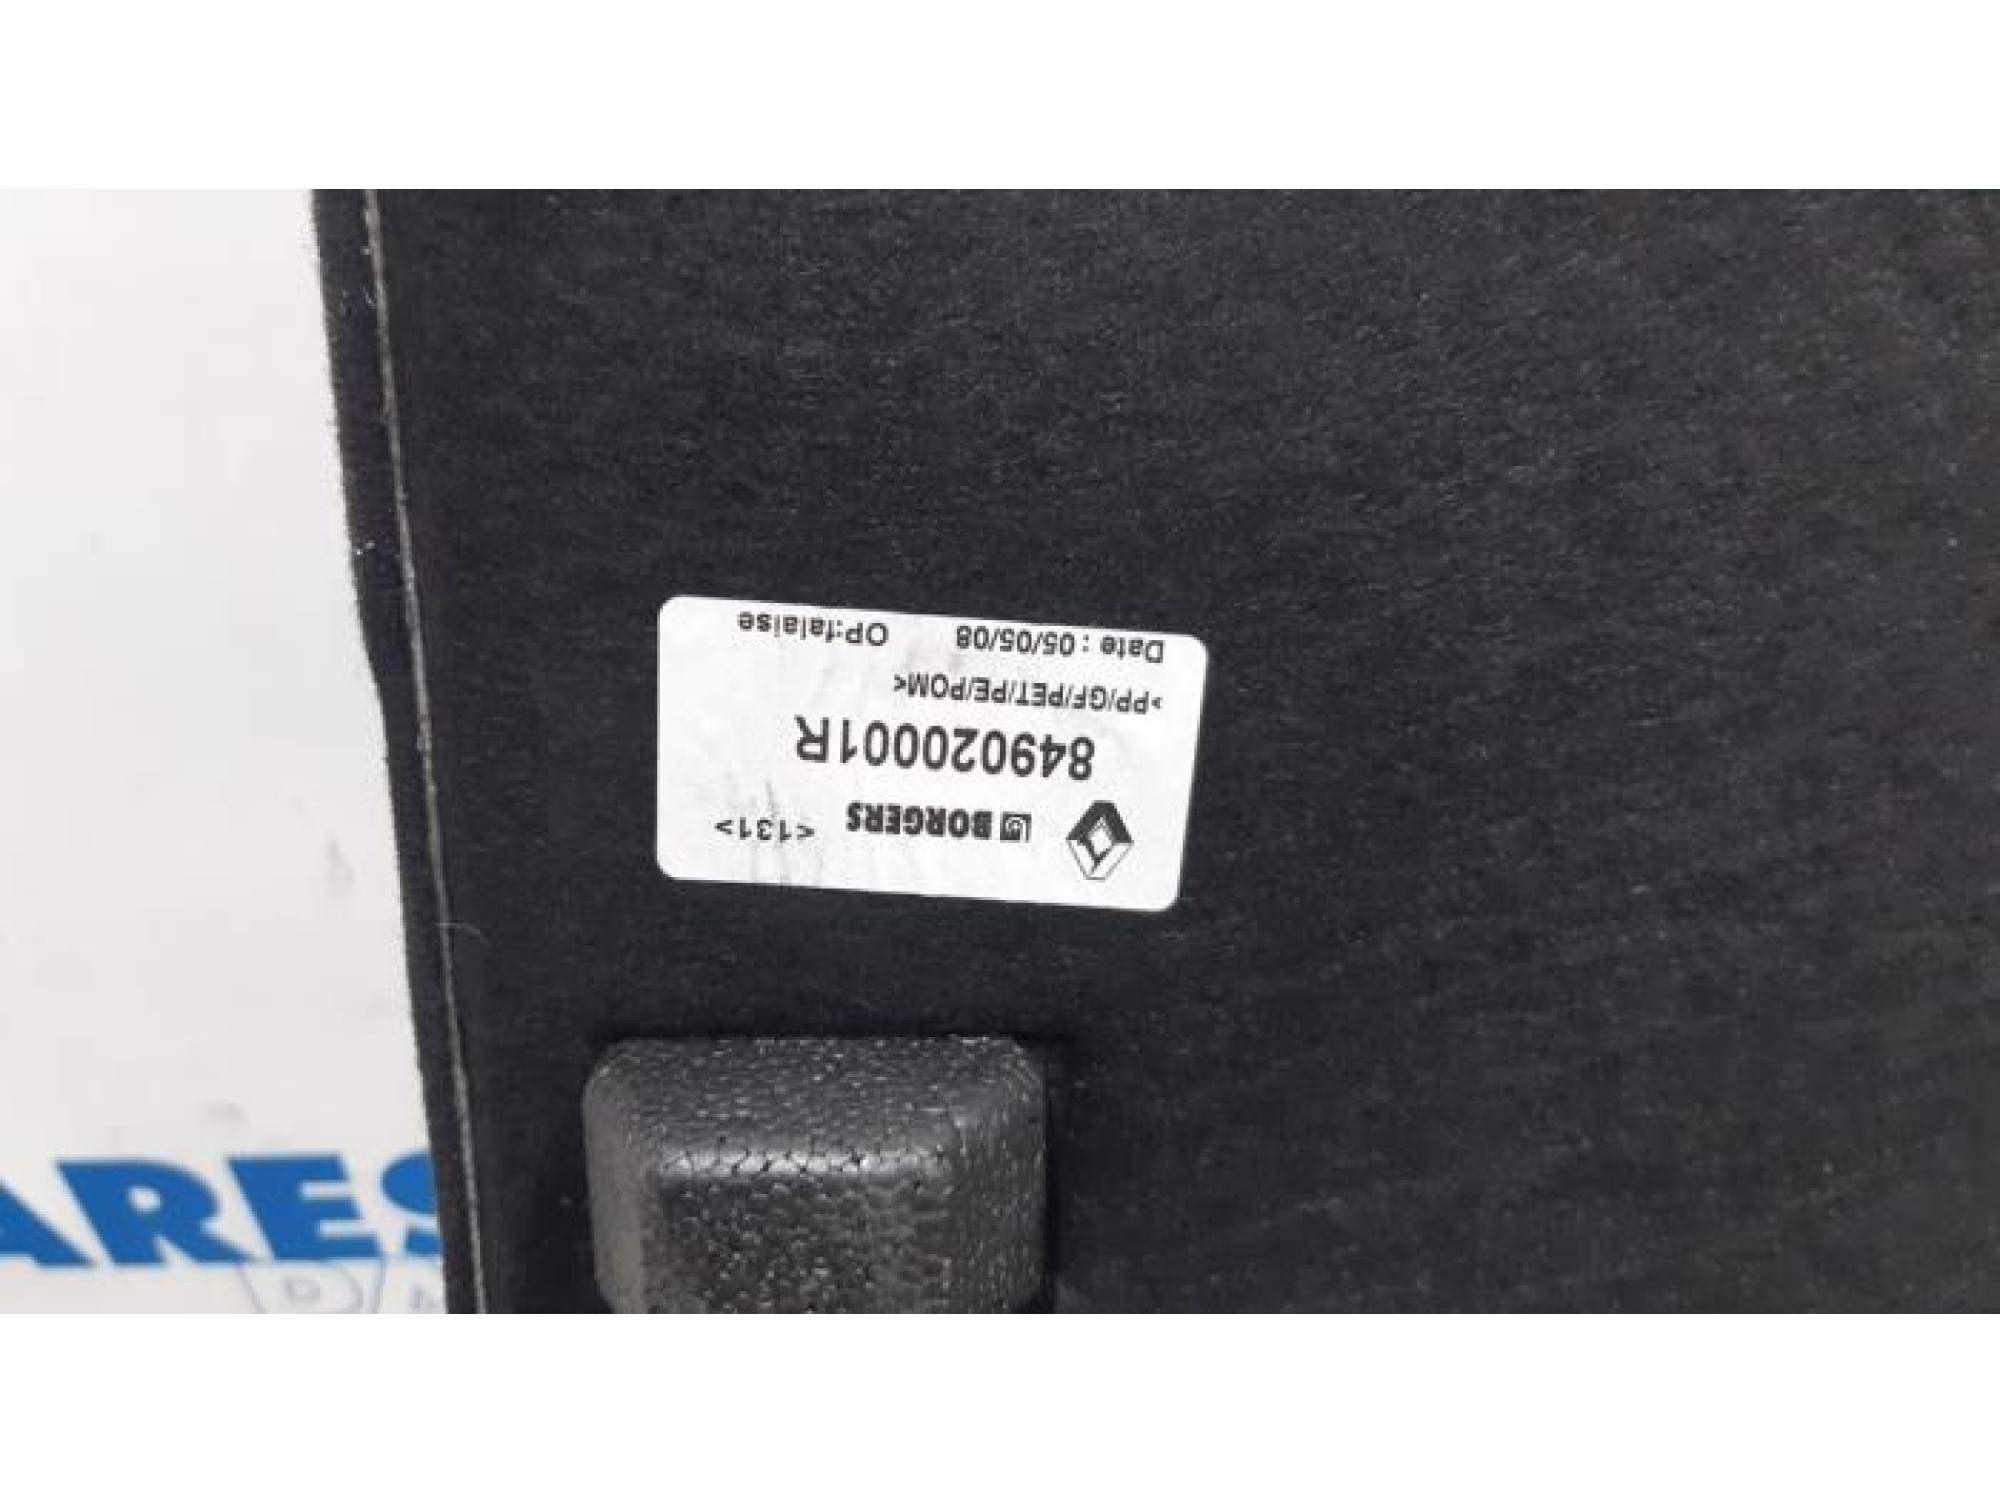 BORGERS <131>
849020001R
>PP/GF/PET/PE/POM<
Date : 05/05/08 OP:falaise
ARES